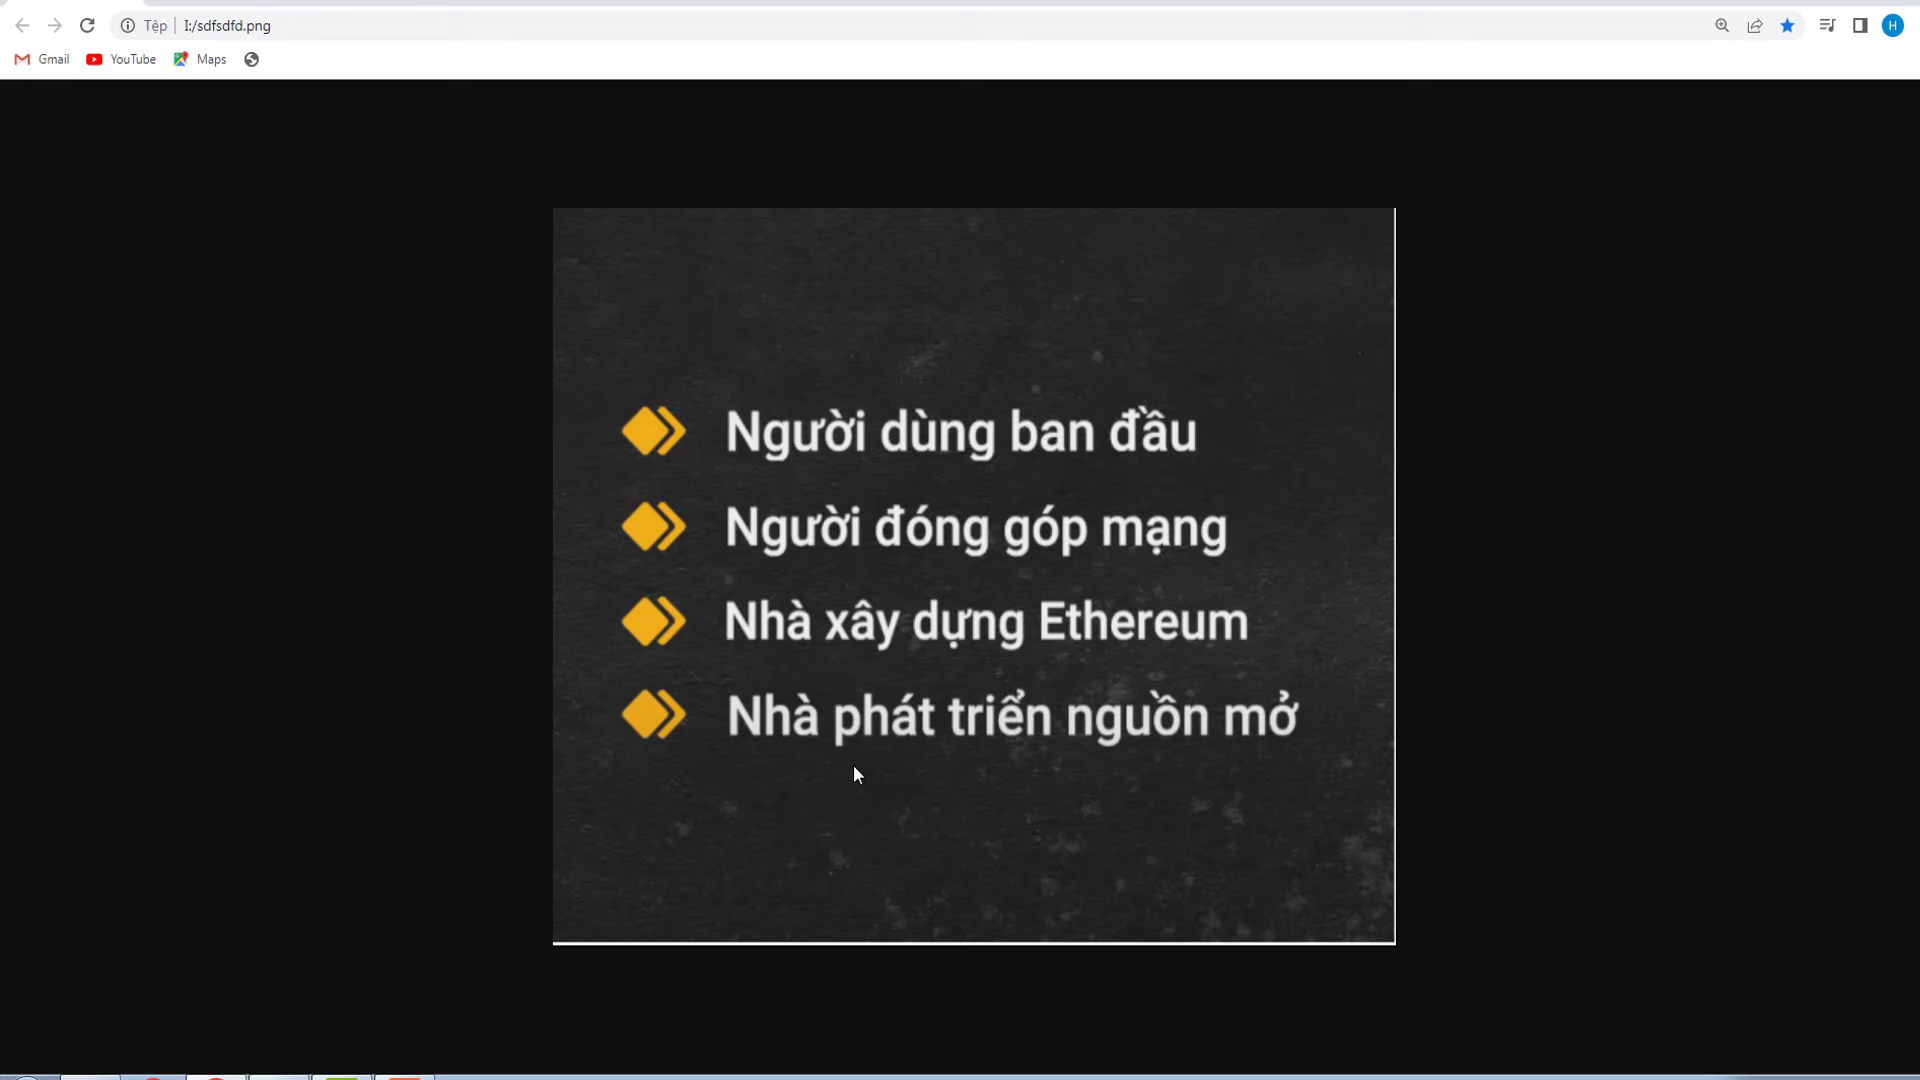 Tệp
I:/sdfsdfd.png
H
Gmail
YouTube
Maps
Người dùng ban đầu
Người đóng góp mạng
Nhà xây dựng Ethereum
Nhà phát triển nguồn mở